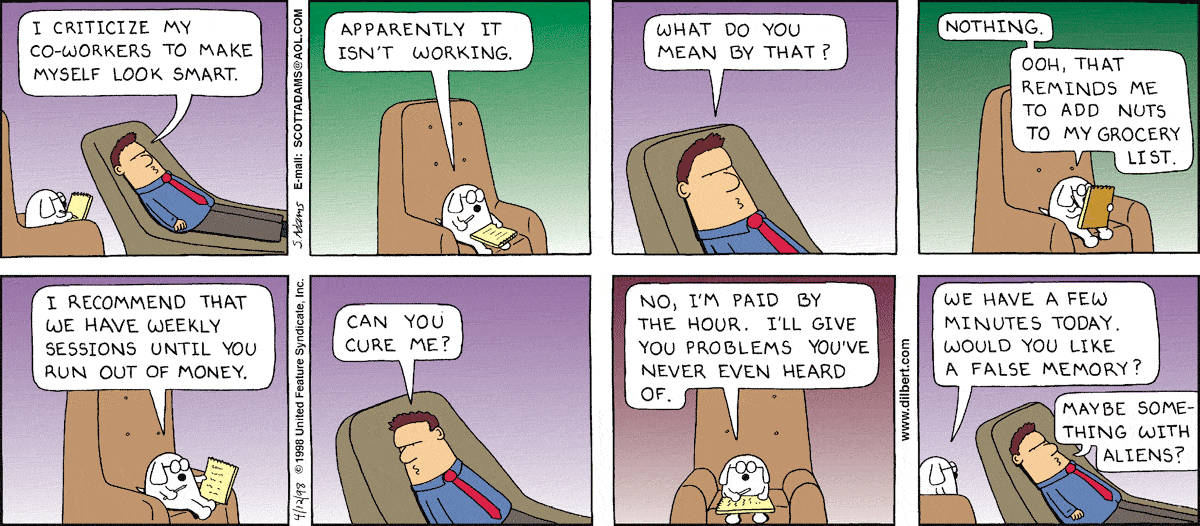 I CRITICIZE MY
CO-WORKERS TO MAKE
MYSELF LOOK SMART.
S.Adams E-mail: SCOTTADAMS@AOL.COM
APPARENTLY IT
ISN'T WORKING.
WHAT DO YOU
MEAN BY THAT?
NOTHING.
OOH, THAT
REMINDS ME
TO ADD NUTS
TO MY GROCERY
LIST.
I RECOMMEND THAT
WE HAVE WEEKLY
SESSIONS UNTIL YOU
RUN OUT OF MONEY.
4/12/98 © 1998 United Feature Syndicate, Inc.
CAN YOU
CURE ME?
NO, I'M PAID BY
THE HOUR. I'LL GIVE
YOU PROBLEMS YOU'VE
NEVER EVEN HEARD
OF.
www.dilbert.com
WE HAVE A FEW
MINUTES TODAY.
WOULD YOU LIKE
A FALSE MEMORY?
MAYBE SOME-
THING WITH
ALIENS?